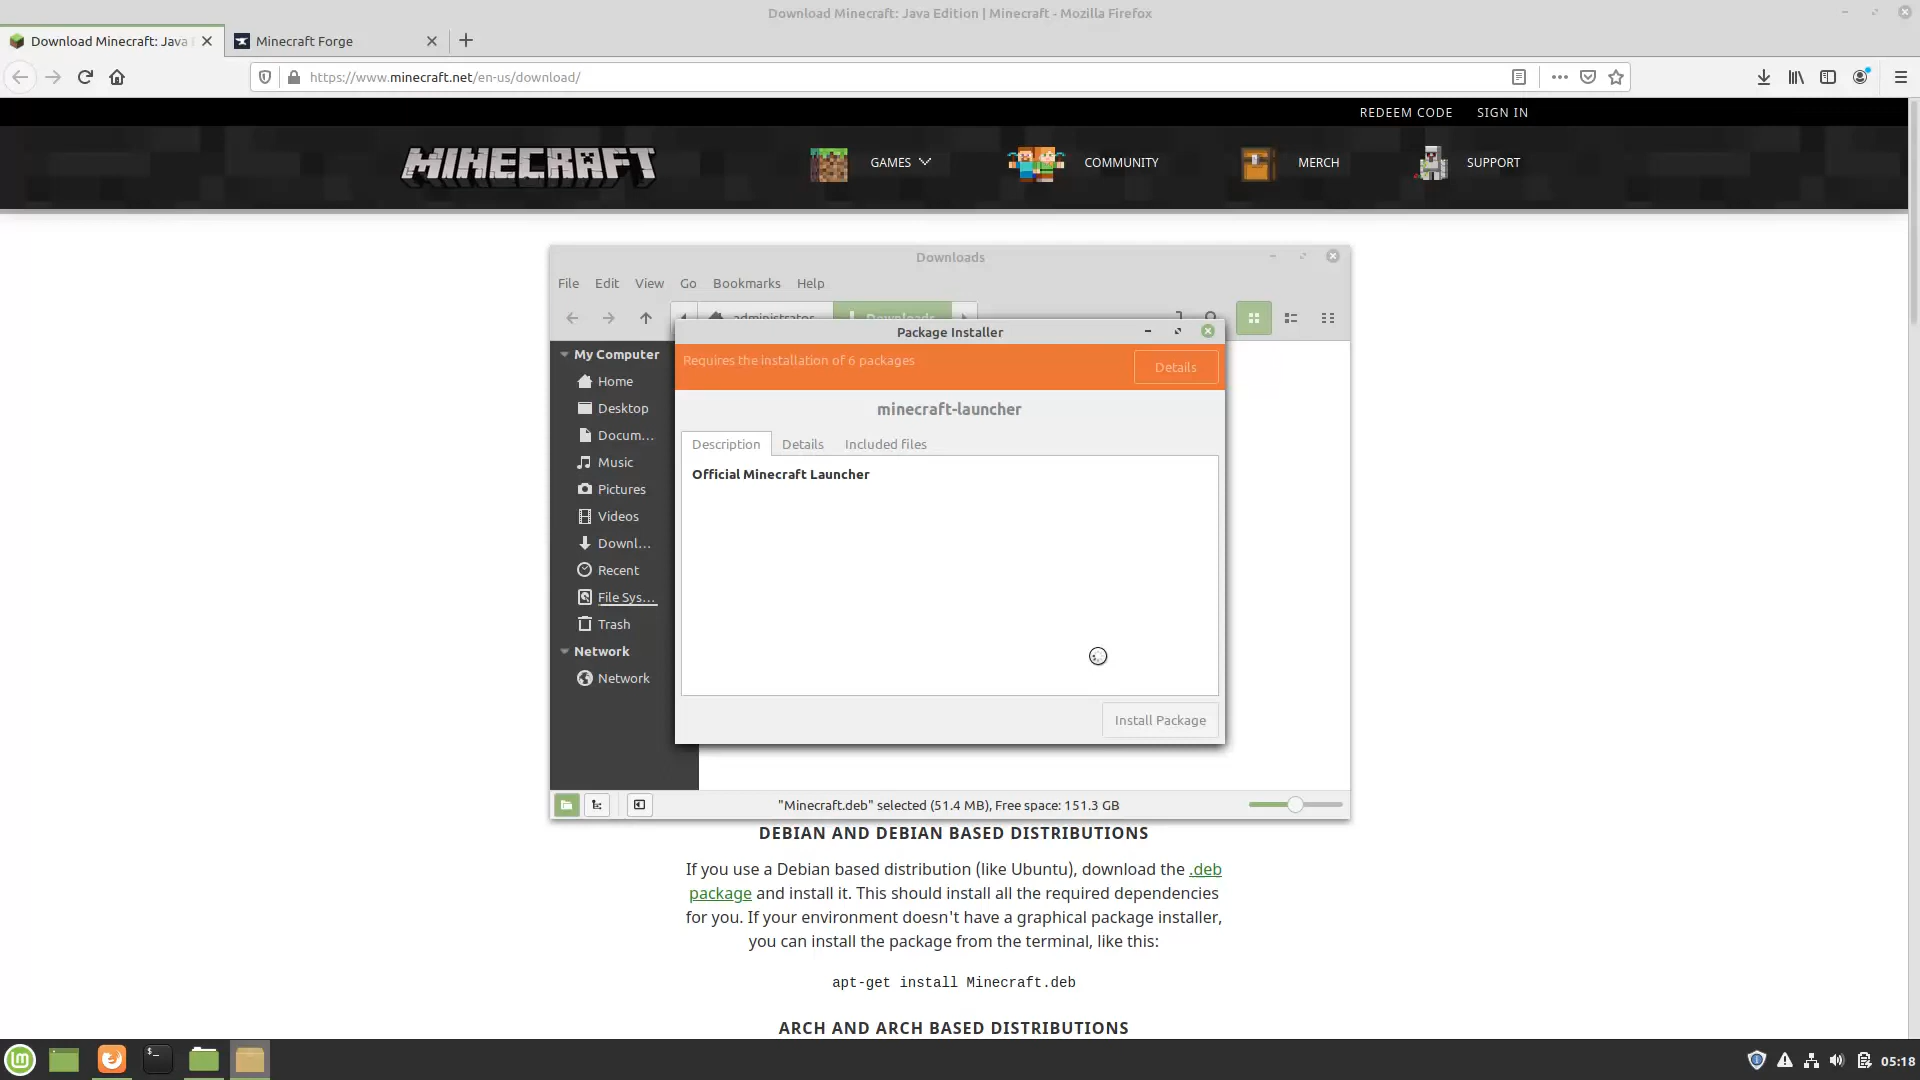 Download Minecraft: Java Edition | Minecraft - Mozilla Firefox
Download Minecraft: Java
Minecraft Forge
https://www.minecraft.net/en-us/download/
REDEEM CODE
SIGN IN
MINECRAFT
GAMES
COMMUNITY
MERCH
SUPPORT
Downloads
File Edit View Go Bookmarks Help
administrator
Downloads
Package Installer
Requires the installation of 6 packages
Details
minecraft-launcher
Description
Details
Included files
Official Minecraft Launcher
Install Package
My Computer
Home
Desktop
Docum...
Music
Pictures
Videos
Downl...
Recent
File Sys...
Trash
Network
Network
"Minecraft.deb" selected (51.4 MB), Free space: 151.3 GB
DEBIAN AND DEBIAN BASED DISTRIBUTIONS
If you use a Debian based distribution (like Ubuntu), download the .deb
package and install it. This should install all the required dependencies
for you. If your environment doesn't have a graphical package installer,
you can install the package from the terminal, like this:
apt-get install Minecraft.deb
ARCH AND ARCH BASED DISTRIBUTIONS
05:18